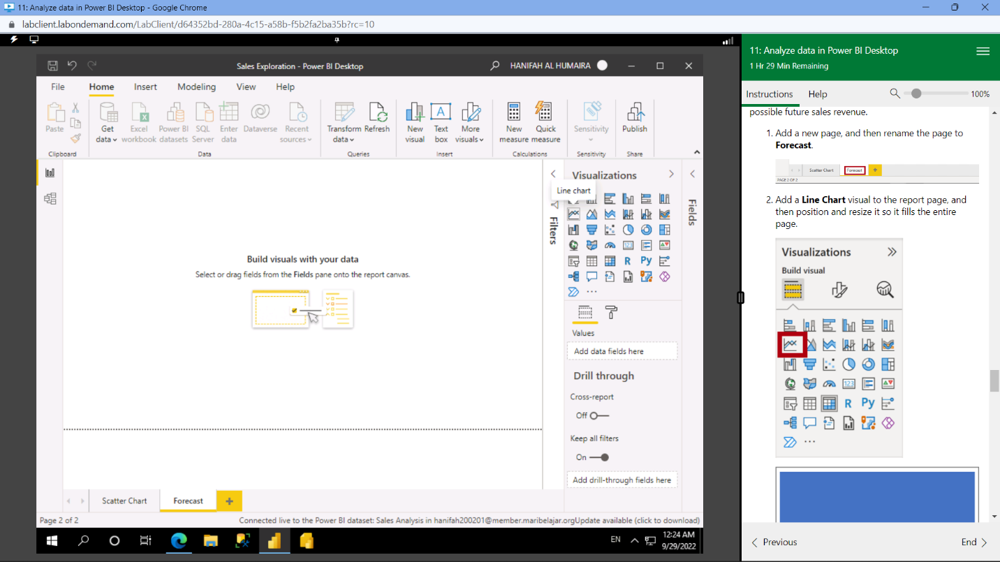 11: Analyze data in Power BI Desktop - Google Chrome
labclient.labondemand.com/LabClient/d64352bd-280a-4c15-a58b-f5b2fa2ba35b?rc=10
Sales Exploration - Power BI Desktop
HANIFAH AL HUMAIRA
File Home Insert Modeling View Help
Paste
Get data
Excel workbook
Power BI datasets
SQL Server
Enter data
Dataverse
Recent sources
Transform data
Refresh
New visual
Text box
More visuals
New measure
Quick measure
Sensitivity
Publish
Clipboard
Data
Queries
Insert
Calculations
Sensitivity
Share
Build visuals with your data
Select or drag fields from the Fields pane onto the report canvas.
Filters
Visualizations
Line chart
R
Py
123
Values
Add data fields here
Drill through
Cross-report
Off
Keep all filters
On
Add drill-through fields here
Fields
Scatter Chart
Forecast
Page 2 of 2
Connected live to the Power BI dataset: Sales Analysis in hanifah200201@member.maribelajar.orgUpdate available (click to download)
EN
12:24 AM
9/29/2022
11: Analyze data in Power BI Desktop
1 Hr 29 Min Remaining
Instructions Help
100%
possible future sales revenue.
1. Add a new page, and then rename the page to
Forecast.
Scatter Chart
Forecast
PAGE 2 OF 2
2. Add a Line Chart visual to the report page, and
then position and resize it so it fills the entire
page.
Visualizations
Build visual
123
R
Py
Previous
End